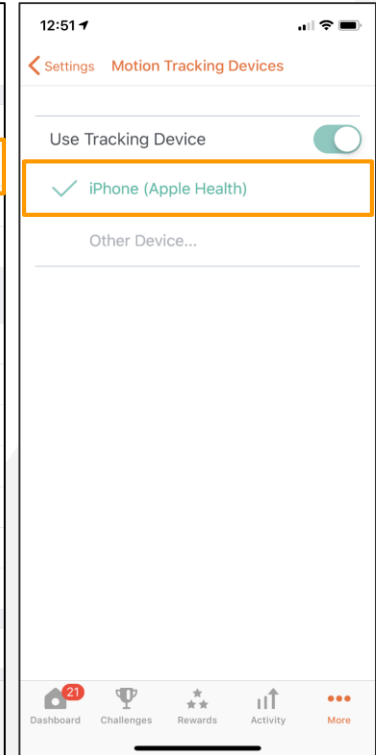 12:51
Settings Motion Tracking Devices
Use Tracking Device
iPhone (Apple Health)
Other Device...
21
Dashboard Challenges Rewards Activity More